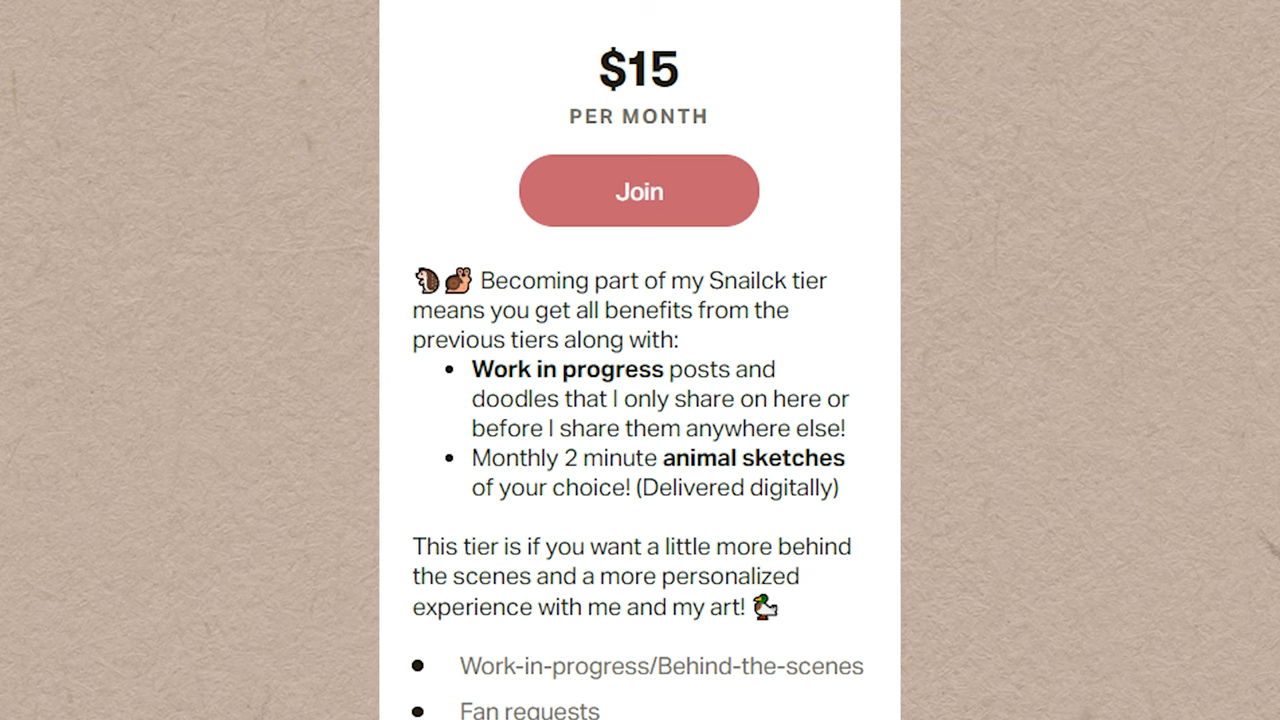 $15
PER MONTH
Join
🦔🐌 Becoming part of my Snailck tier
means you get all benefits from the
previous tiers along with:
• Work in progress posts and
doodles that I only share on here or
before I share them anywhere else!
• Monthly 2 minute animal sketches
of your choice! (Delivered digitally)
This tier is if you want a little more behind
the scenes and a more personalized
experience with me and my art! 🦆
• Work-in-progress/Behind-the-scenes
• Fan requests